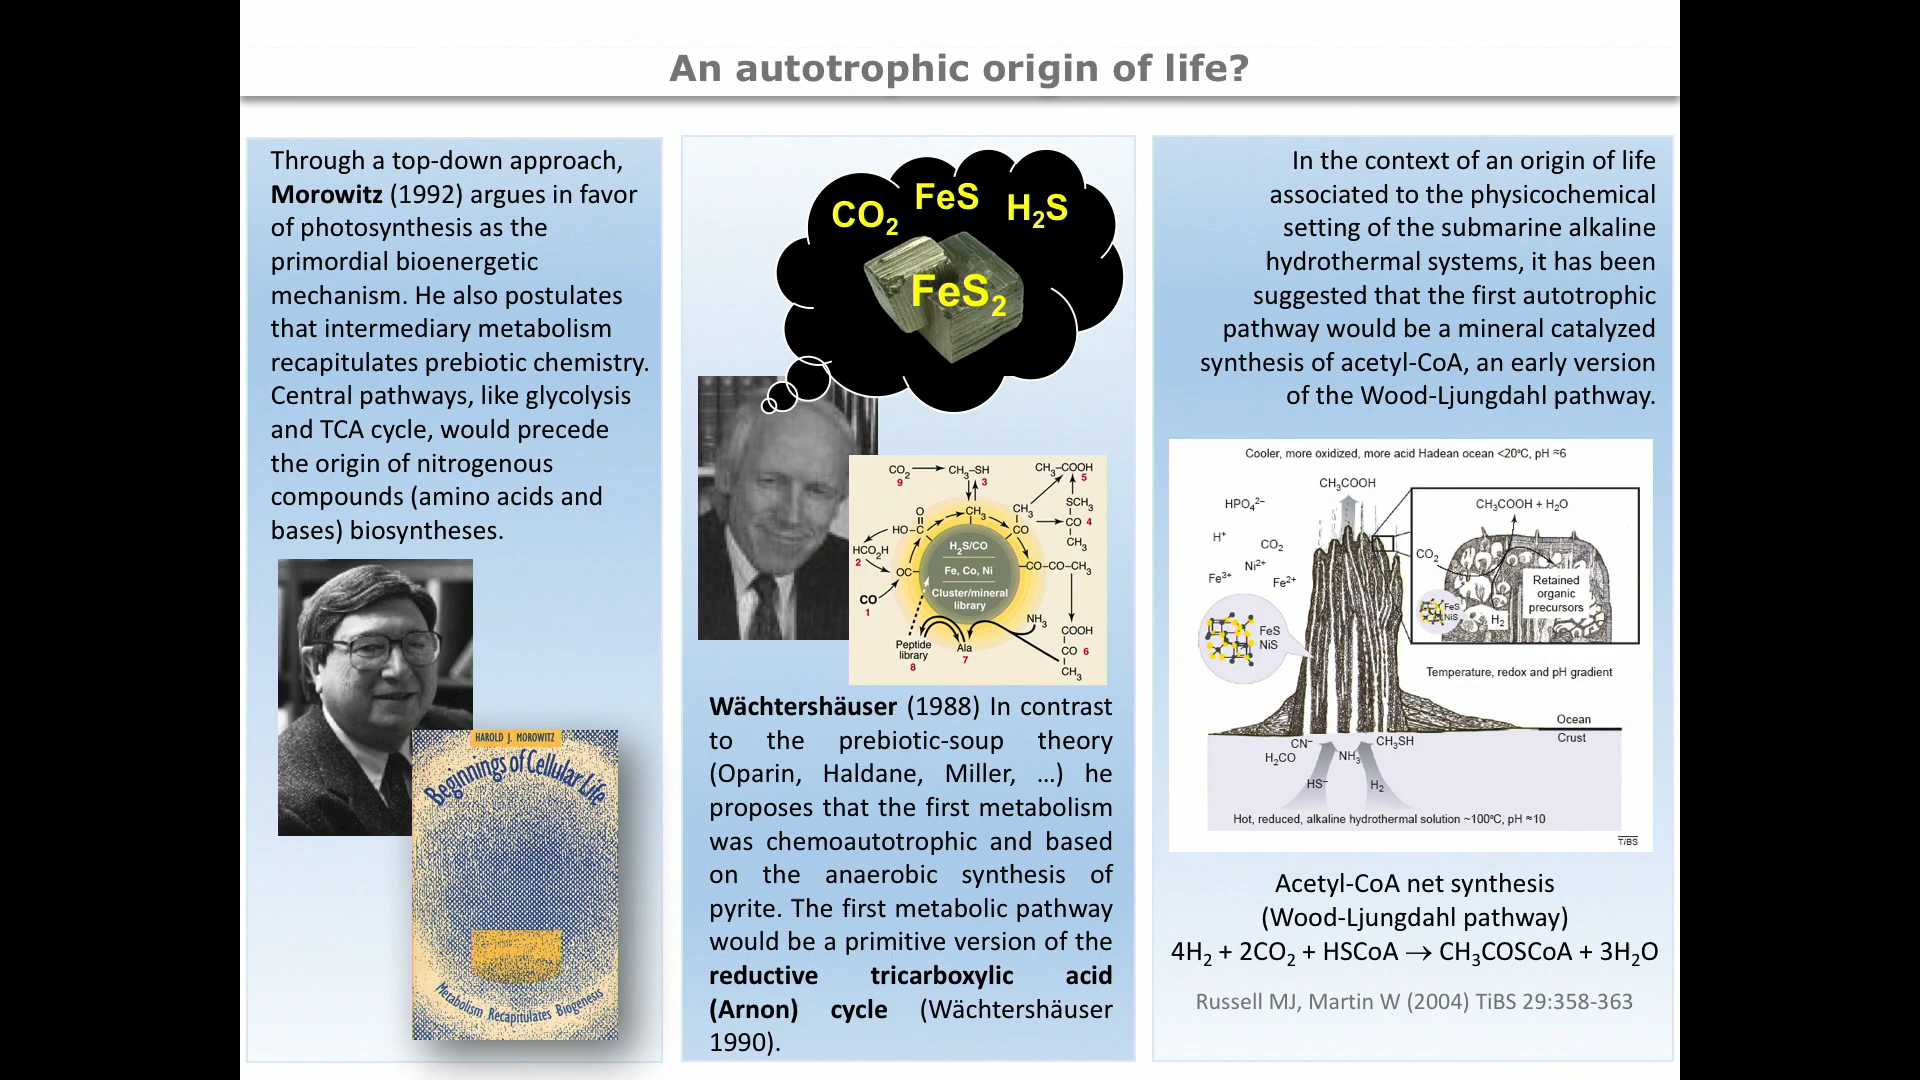 An autotrophic origin of life?
Through a top-down approach,
Morowitz (1992) argues in favor
of photosynthesis as the
primordial bioenergetic
mechanism. He also postulates
that intermediary metabolism
recapitulates prebiotic chemistry.
Central pathways, like glycolysis
and TCA cycle, would precede
the origin of nitrogenous
compounds (amino acids and
bases) biosyntheses.
HAROLD J. MOROWITZ
Beginnings of Cellular Life
Metabolism Recapitulates Biogenesis
CO₂ FeS H₂S
FeS₂
CO₂ CH₃–SH CH₃–COOH
9 3 5
O CH₃ CH₃ SCH₃
HO–C CO CO 4
CH₃
HCO₂H H₂S/CO
2 Fe, Co, Ni CO–CO–CH₃
OC
Cluster/mineral
library
CO
1
NH₃
Peptide
library
8
Ala
7
COOH
CO 6
CH₃
Wächtershäuser (1988) In contrast
to the prebiotic-soup theory
(Oparin, Haldane, Miller, …) he
proposes that the first metabolism
was chemoautotrophic and based
on the anaerobic synthesis of
pyrite. The first metabolic pathway
would be a primitive version of the
reductive tricarboxylic acid
(Arnon) cycle (Wächtershäuser
1990).
In the context of an origin of life
associated to the physicochemical
setting of the submarine alkaline
hydrothermal systems, it has been
suggested that the first autotrophic
pathway would be a mineral catalyzed
synthesis of acetyl-CoA, an early version
of the Wood-Ljungdahl pathway.
Cooler, more oxidized, more acid Hadean ocean <20ºC, pH ≈6
CH₃COOH
HPO₄²⁻
H⁺
CO₂
Ni²⁺
Fe³⁺
Fe²⁺
FeS
NiS
CH₃COOH + H₂O
CO₂
Retained
organic
precursors
FeS
NiS
H₂
Temperature, redox and pH gradient
Ocean
Crust
CN⁻
CH₃SH
H₂CO
NH₃
HS⁻
H₂
Hot, reduced, alkaline hydrothermal solution ~100ºC, pH ≈10
TiBS
Acetyl-CoA net synthesis
(Wood-Ljungdahl pathway)
4H₂ + 2CO₂ + HSCoA → CH₃COSCoA + 3H₂O
Russell MJ, Martin W (2004) TiBS 29:358-363